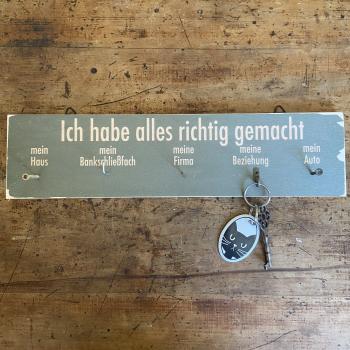 Ich habe alles richtig gemacht
mein Haus
mein Bankschließfach
meine Firma
meine Beziehung
mein Auto